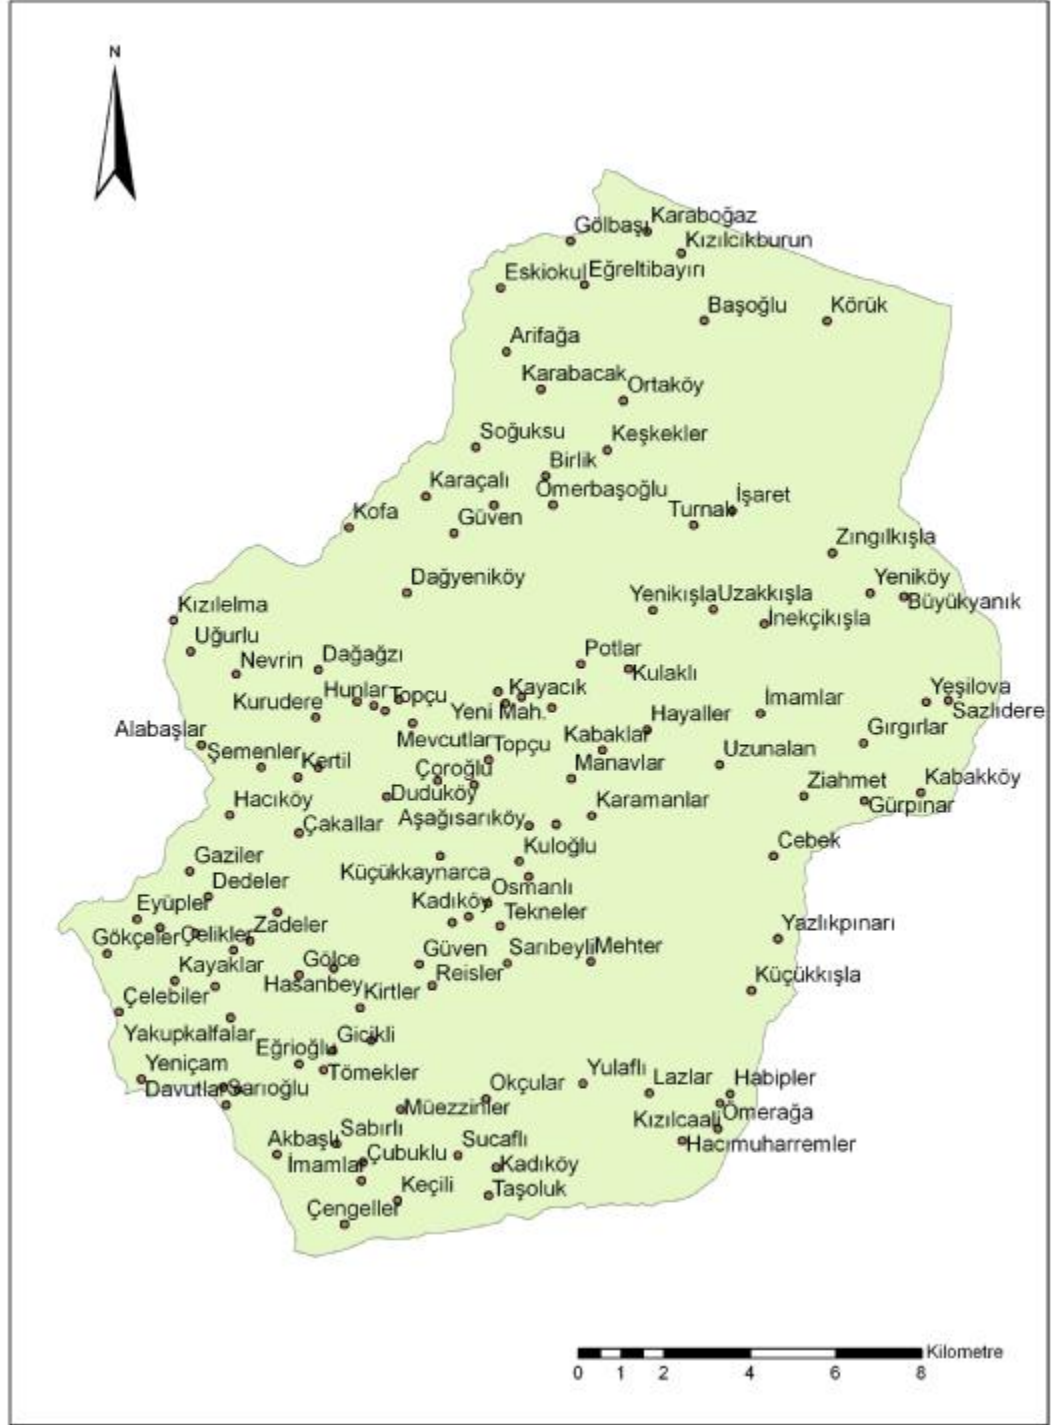 N
Karaboğaz
Gölbaşı
Kızılcıkburun
Eskiokul
Eğreltibayırı
Başoğlu
Körük
Arifağa
Karabacak
Ortaköy
Soğuksu
Keşkekler
Birlik
Karaçalı
Ömerbaşoğlu
İşaret
Kofa
Güven
Turnalı
Zıngılkışla
Dağyeniköy
Yeniköy
Yenikışla
Uzakkışla
Büyükyanık
Kızılelma
İnekçikışla
Uğurlu
Nevrin
Dağağzı
Potlar
Kulaklı
Kurudere
Hunlar
Topçu
Kayacık
İmamlar
Yeşilova
Yeni Mah.
Hayaller
Sazlıdere
Alabaşlar
Mevcutlar
Topçu
Kabaklar
Gırgırlar
Şemenler
Kertil
Çoroğlu
Manavlar
Uzunalan
Hacıköy
Duduköy
Karamanlar
Ziahmet
Kabakköy
Çakallar
Aşağısarıköy
Gürpınar
Gaziler
Küçükkaynarca
Kuloğlu
Cebek
Dedeler
Osmanlı
Eyüpler
Kadıköy
Tekneler
Gökçeler
Çelikler
Zadeler
Yazlıkpınarı
Kayaklar
Gölce
Güven
Sarıbeyli
Mehter
Hasanbey
Reisler
Küçükkışla
Çelebiler
Kirtler
Yakupkalfalar
Eğrioğlu
Gicikli
Yeniçam
Tömekler
Yulaflı
Lazlar
Habipler
Davutlar
Sarıoğlu
Okçular
Müezzinler
Kızılcaali
Ömerağa
Akbaşlı
Sabırlı
Sucaflı
Hacımuharremler
İmamlar
Çubuklu
Kadıköy
Keçili
Taşoluk
Çengeller
Kilometre
0 1 2 4 6 8